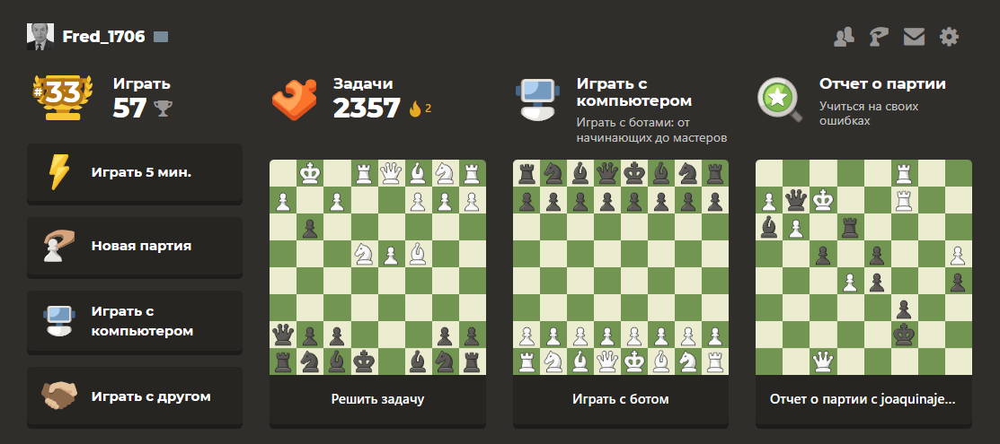 Fred_1706
#33
Играть
57
Задачи
2357
2
Играть с
компьютером
Играть с ботами: от
начинающих до мастеров
Отчет о партии
Учиться на своих
ошибках
Играть 5 мин.
Новая партия
Играть с
компьютером
Играть с другом
Решить задачу
Играть с ботом
Отчет о партии с joaquinaje...